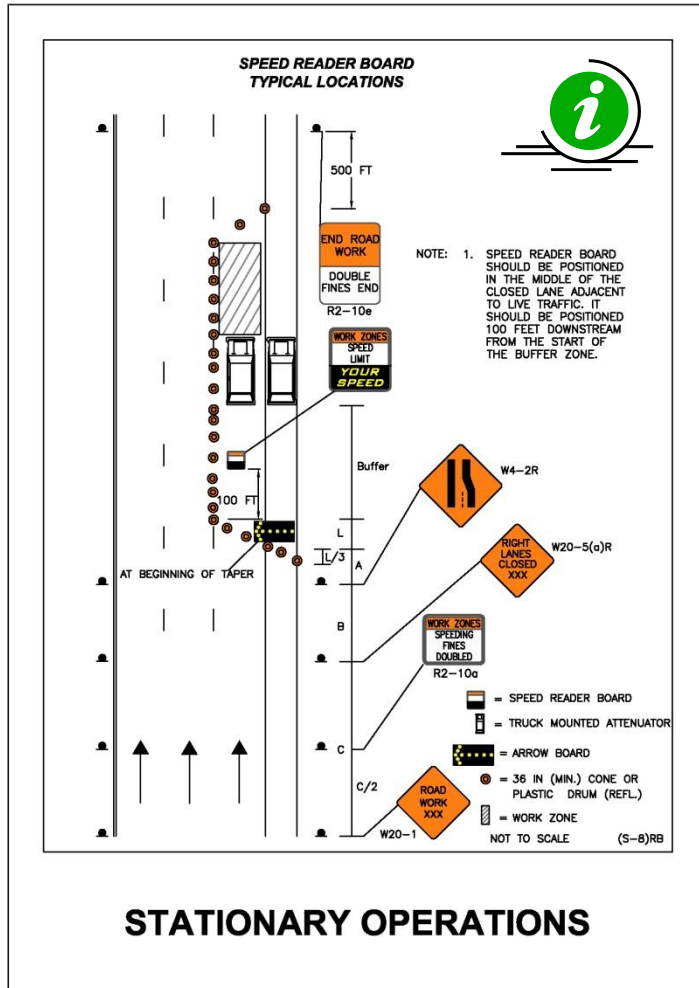 SPEED READER BOARD
TYPICAL LOCATIONS
i
500 FT
END ROAD
WORK
DOUBLE
FINES END
R2-10e
NOTE: 1. SPEED READER BOARD
SHOULD BE POSITIONED
IN THE MIDDLE OF THE
CLOSED LANE ADJACENT
TO LIVE TRAFFIC. IT
SHOULD BE POSITIONED
100 FEET DOWNSTREAM
FROM THE START OF
THE BUFFER ZONE.
WORK ZONES
SPEED
LIMIT
YOUR
SPEED
Buffer
W4-2R
100 FT
L
L/3
A
AT BEGINNING OF TAPER
RIGHT
LANES
CLOSED
XXX
W20-5(a)R
B
WORK ZONES
SPEEDING
FINES
DOUBLED
R2-10a
= SPEED READER BOARD
= TRUCK MOUNTED ATTENUATOR
C
= ARROW BOARD
C/2
= 36 IN (MIN.) CONE OR
PLASTIC DRUM (REFL.)
ROAD
WORK
XXX
= WORK ZONE
W20-1
NOT TO SCALE
(S-8)RB
STATIONARY OPERATIONS